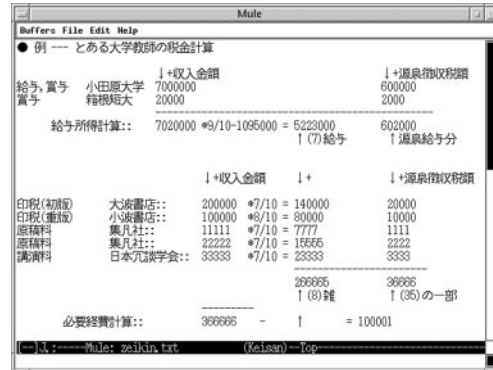 Mule
Buffers File Edit Help
● 例 --- とある大学教師の税金計算
↓+収入金額 ↓+源泉徴収税額
給与,賞与 小田原大学 7000000 600000
賞与 箱根短大 20000 2000
--------------------------------------------------
給与所得計算:: 7020000 *9/10-1095000 = 5223000 602000
↑(7)給与 ↑源泉給与分
↓+収入金額 ↓+ ↓+源泉徴収税額
印税(初版) 大波書店:: 200000 *7/10 = 140000 20000
印税(重版) 小波書店:: 100000 *8/10 = 80000 10000
原稿料 集凡社:: 11111 *7/10 = 7777 1111
原稿料 集凡社:: 22222 *7/10 = 15555 2222
講演料 日本冗談学会:: 33333 *7/10 = 23333 3333
-------------------------
266665 36666
↑(8)雑 ↑(35)の一部
---------
必要経費計算:: 366666 - ↑ = 100001
[--]J.:-----Mule: zeikin.txt (Keisan)--Top--------------------